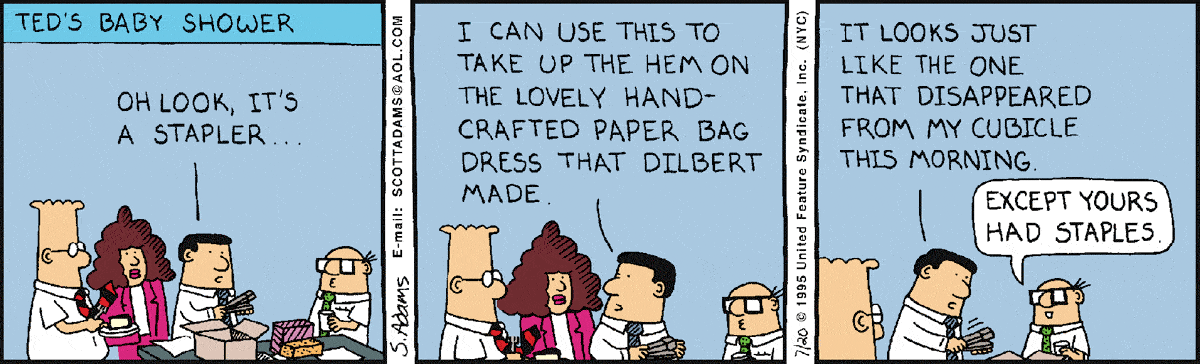 TED'S BABY SHOWER
OH LOOK, IT'S
A STAPLER...
S. Adams
E-mail: SCOTTADAMS@AOL.COM
I CAN USE THIS TO
TAKE UP THE HEM ON
THE LOVELY HAND-
CRAFTED PAPER BAG
DRESS THAT DILBERT
MADE.
7/20 © 1995 United Feature Syndicate, Inc. (NYC)
IT LOOKS JUST
LIKE THE ONE
THAT DISAPPEARED
FROM MY CUBICLE
THIS MORNING.
EXCEPT YOURS
HAD STAPLES.